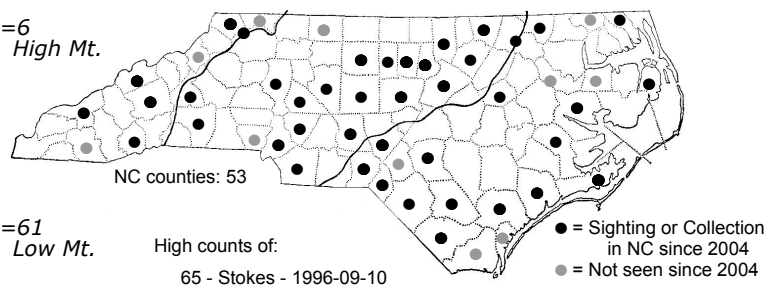 =6
High Mt.
NC counties: 53
=61
Low Mt.
High counts of:
65 - Stokes - 1996-09-10
● = Sighting or Collection
in NC since 2004
● = Not seen since 2004